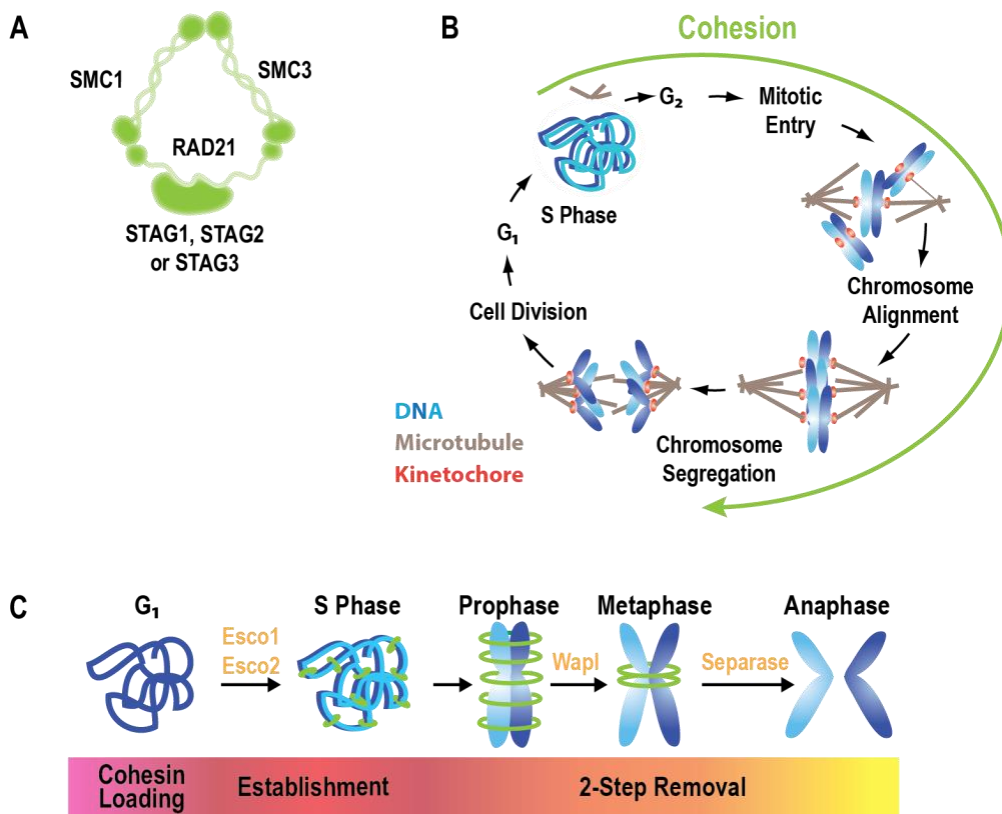 A
SMC1
SMC3
RAD21
STAG1, STAG2
or STAG3
B
Cohesion
G₂
Mitotic
Entry
S Phase
G₁
Chromosome
Alignment
Cell Division
Chromosome
Segregation
DNA
Microtubule
Kinetochore
C
G₁
S Phase
Prophase
Metaphase
Anaphase
Esco1
Esco2
Wapl
Separase
Cohesin
Loading
Establishment
2-Step Removal